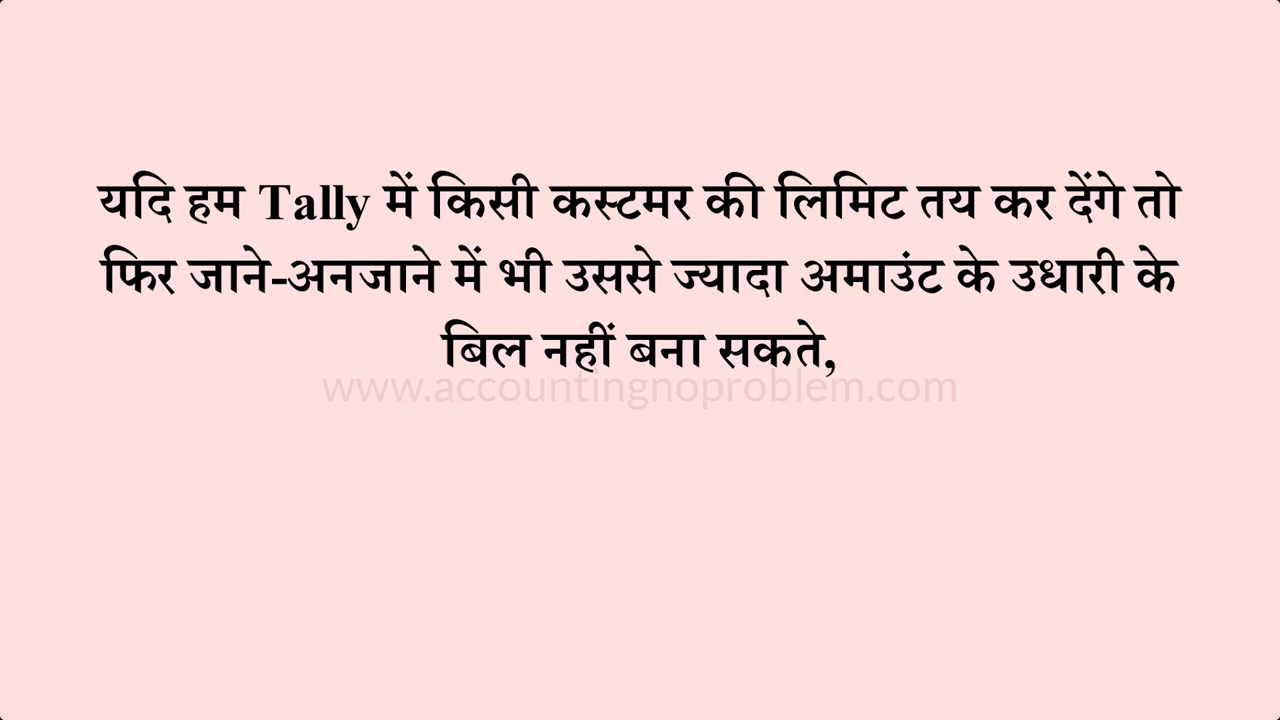 यदि हम Tally में किसी कस्टमर की लिमिट तय कर देंगे तो
फिर जाने-अनजाने में भी उससे ज्यादा अमाउंट के उधारी के
बिल नहीं बना सकते,
www.accountingnoproblem.com